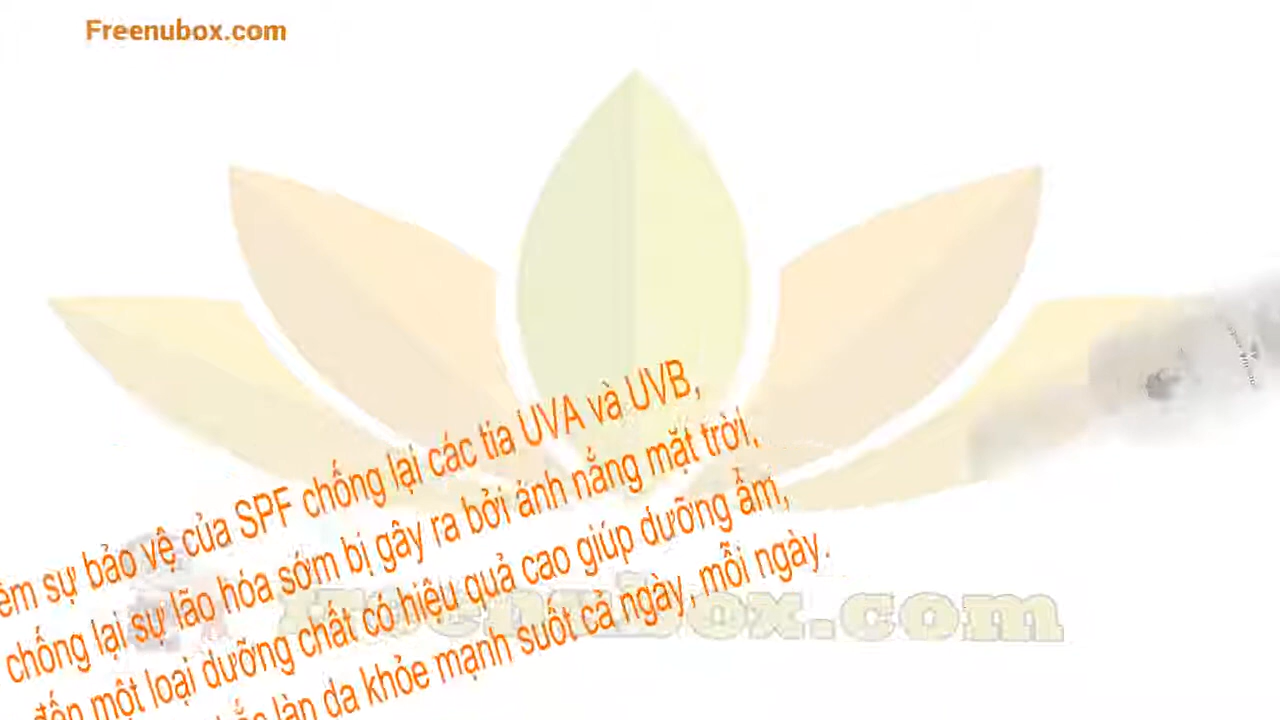 Freenubox.com
sự bảo vệ của SPF chống lại các tia UVA và UVB,
chống lại sự lão hóa sớm bị gây ra bởi ánh nắng mặt trời,
đến một loại dưỡng chất có hiệu quả cao giúp dưỡng ẩm,
làn da khỏe mạnh suốt cả ngày, mỗi ngày.
FreenuBox.com